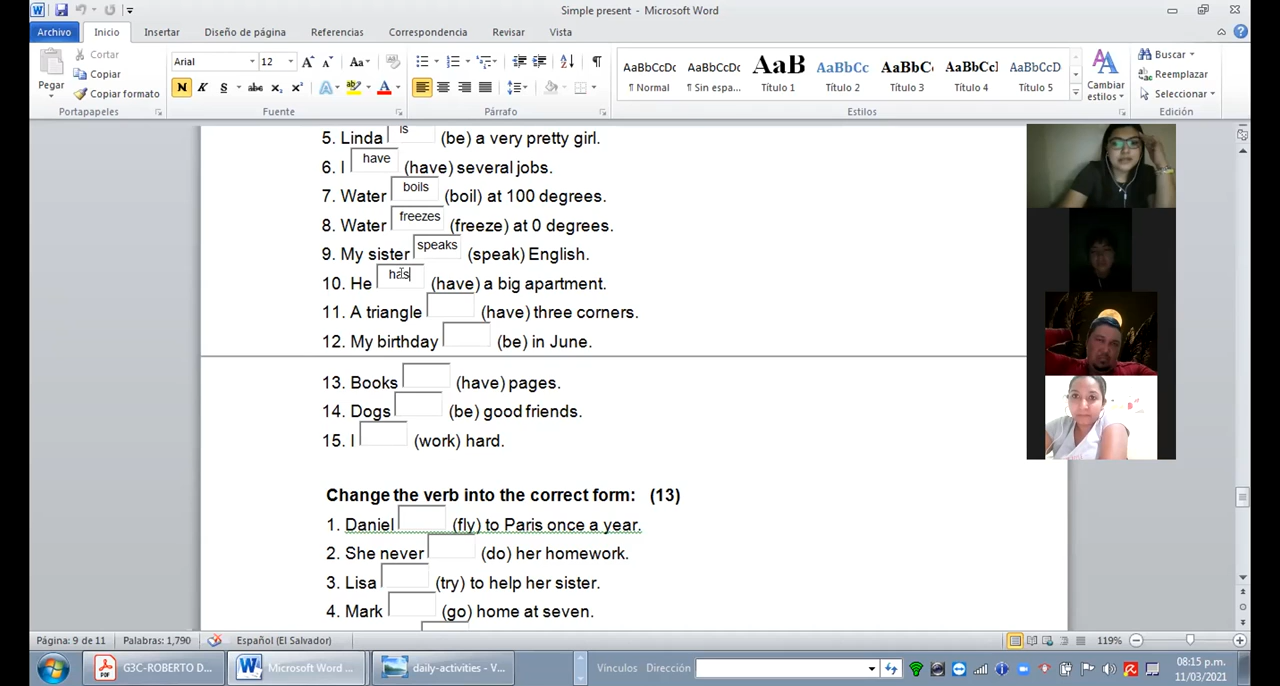 Simple present - Microsoft Word
Archivo Inicio Insertar Diseño de página Referencias Correspondencia Revisar Vista
Cortar
Copiar
Copiar formato
Pegar
Portapapeles
Arial 12
Fuente
Párrafo
AaBbCcDc AaBbCcDc AaB AaBbCc AaBbCc AaBbCcI AaBbCcD
¶ Normal ¶ Sin espa... Título 1 Título 2 Título 3 Título 4 Título 5
Cambiar estilos
Estilos
Buscar
Reemplazar
Seleccionar
Edición
5. Linda is (be) a very pretty girl.
6. I have (have) several jobs.
7. Water boils (boil) at 100 degrees.
8. Water freezes (freeze) at 0 degrees.
9. My sister speaks (speak) English.
10. He has (have) a big apartment.
11. A triangle (have) three corners.
12. My birthday (be) in June.
13. Books (have) pages.
14. Dogs (be) good friends.
15. I (work) hard.
Change the verb into the correct form: (13)
1. Daniel (fly) to Paris once a year.
2. She never (do) her homework.
3. Lisa (try) to help her sister.
4. Mark (go) home at seven.
Página: 9 de 11 Palabras: 1,790 Español (El Salvador) 119%
G3C-ROBERTO D... Microsoft Word ... daily-activities - V... Vínculos Dirección
08:15 p.m.
11/03/2021